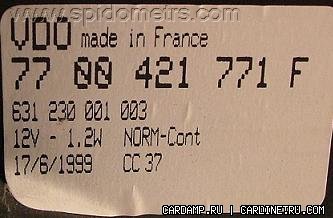 www.spidometrs.com
VDO made in France
77 00 421 771 F
631 230 001 003
12V - 1.2W NORM-Cont
17/6/1999 CC 37
CARDAMP.RU | CARDINETRU.COM